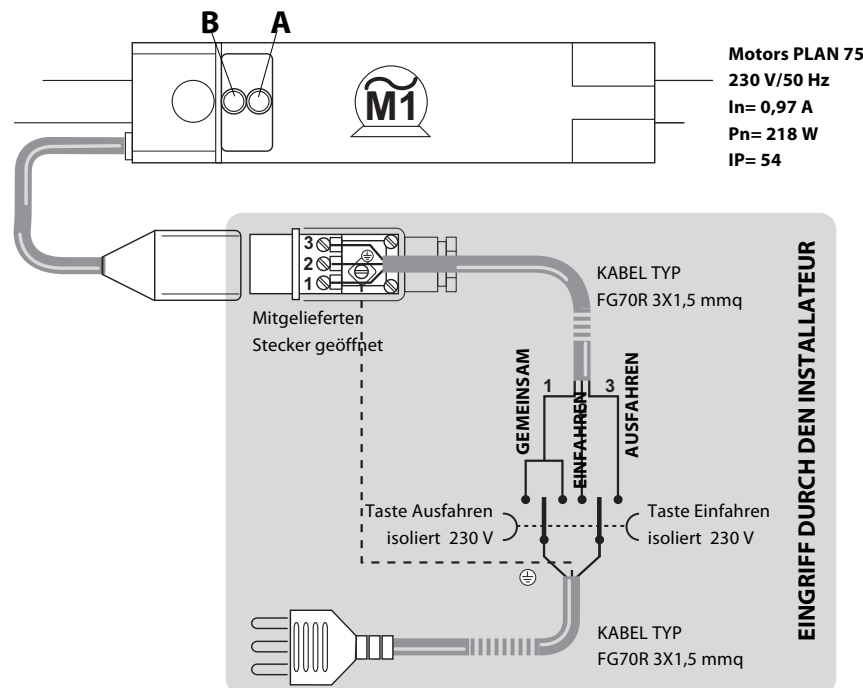 B A
M1
Motors PLAN 75
230 V/50 Hz
In= 0,97 A
Pn= 218 W
IP= 54
3
2
1
Mitgelieferter
Stecker geöffnet
KABEL TYP
FG70R 3X1,5 mmq
GEMEINSAM
1
EINFAHREN
3
AUSFAHREN
Taste Ausfahren
isoliert 230 V
Taste Einfahren
isoliert 230 V
KABEL TYP
FG70R 3X1,5 mmq
EINGRIFF DURCH DEN INSTALLATEUR